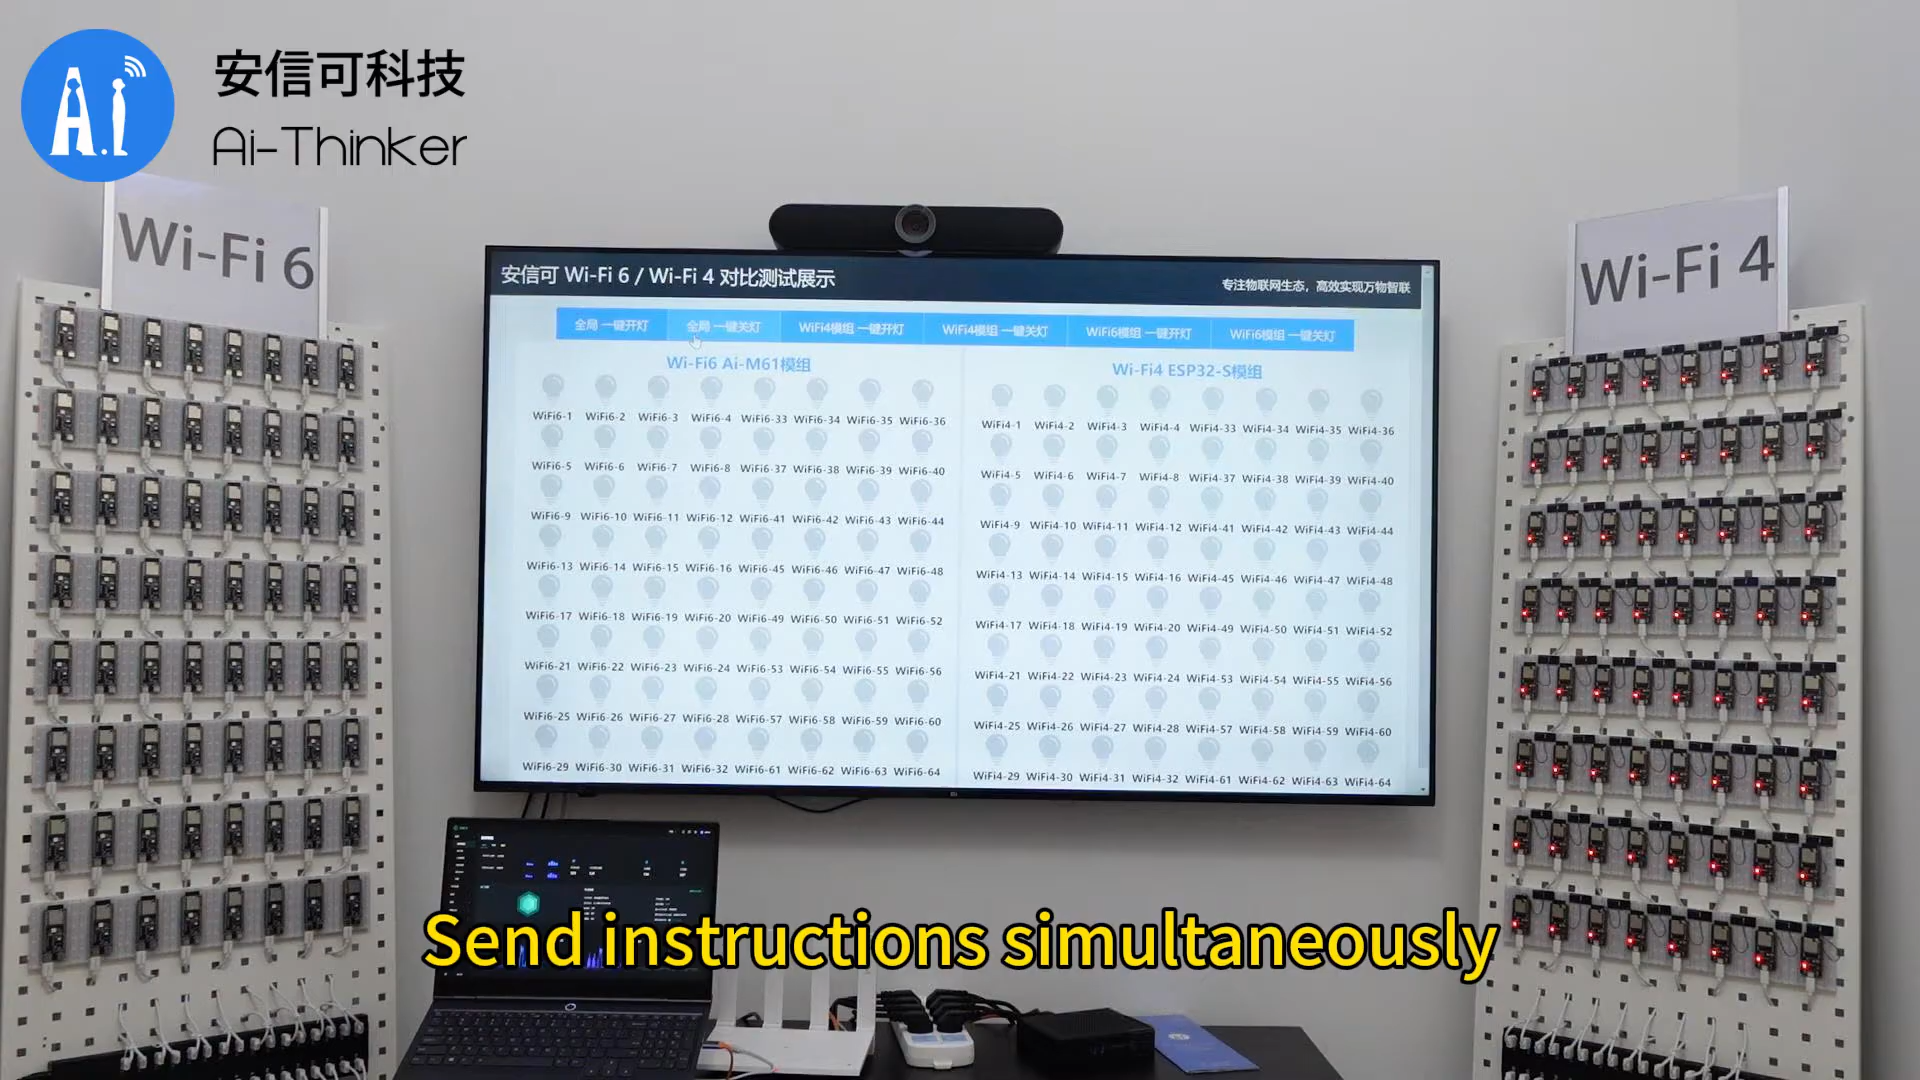 安信可科技
Ai-Thinker
Wi-Fi 6
Wi-Fi 4
安信可 Wi-Fi 6 / Wi-Fi 4 对比测试展示
专注物联网生态，高效实现万物智联
全局 一键开灯 全局 一键关灯 WiFi4模组 一键开灯 WiFi4模组 一键关灯 WiFi6模组 一键开灯 WiFi6模组 一键关灯
Wi-Fi6 Ai-M61模组
WiFi6-1 WiFi6-2 WiFi6-3 WiFi6-4 WiFi6-33 WiFi6-34 WiFi6-35 WiFi6-36
WiFi6-5 WiFi6-6 WiFi6-7 WiFi6-8 WiFi6-37 WiFi6-38 WiFi6-39 WiFi6-40
WiFi6-9 WiFi6-10 WiFi6-11 WiFi6-12 WiFi6-41 WiFi6-42 WiFi6-43 WiFi6-44
WiFi6-13 WiFi6-14 WiFi6-15 WiFi6-16 WiFi6-45 WiFi6-46 WiFi6-47 WiFi6-48
WiFi6-17 WiFi6-18 WiFi6-19 WiFi6-20 WiFi6-49 WiFi6-50 WiFi6-51 WiFi6-52
WiFi6-21 WiFi6-22 WiFi6-23 WiFi6-24 WiFi6-53 WiFi6-54 WiFi6-55 WiFi6-56
WiFi6-25 WiFi6-26 WiFi6-27 WiFi6-28 WiFi6-57 WiFi6-58 WiFi6-59 WiFi6-60
WiFi6-29 WiFi6-30 WiFi6-31 WiFi6-32 WiFi6-61 WiFi6-62 WiFi6-63 WiFi6-64
Wi-Fi4 ESP32-S模组
WiFi4-1 WiFi4-2 WiFi4-3 WiFi4-4 WiFi4-33 WiFi4-34 WiFi4-35 WiFi4-36
WiFi4-5 WiFi4-6 WiFi4-7 WiFi4-8 WiFi4-37 WiFi4-38 WiFi4-39 WiFi4-40
WiFi4-9 WiFi4-10 WiFi4-11 WiFi4-12 WiFi4-41 WiFi4-42 WiFi4-43 WiFi4-44
WiFi4-13 WiFi4-14 WiFi4-15 WiFi4-16 WiFi4-45 WiFi4-46 WiFi4-47 WiFi4-48
WiFi4-17 WiFi4-18 WiFi4-19 WiFi4-20 WiFi4-49 WiFi4-50 WiFi4-51 WiFi4-52
WiFi4-21 WiFi4-22 WiFi4-23 WiFi4-24 WiFi4-53 WiFi4-54 WiFi4-55 WiFi4-56
WiFi4-25 WiFi4-26 WiFi4-27 WiFi4-28 WiFi4-57 WiFi4-58 WiFi4-59 WiFi4-60
WiFi4-29 WiFi4-30 WiFi4-31 WiFi4-32 WiFi4-61 WiFi4-62 WiFi4-63 WiFi4-64
Send instructions simultaneously